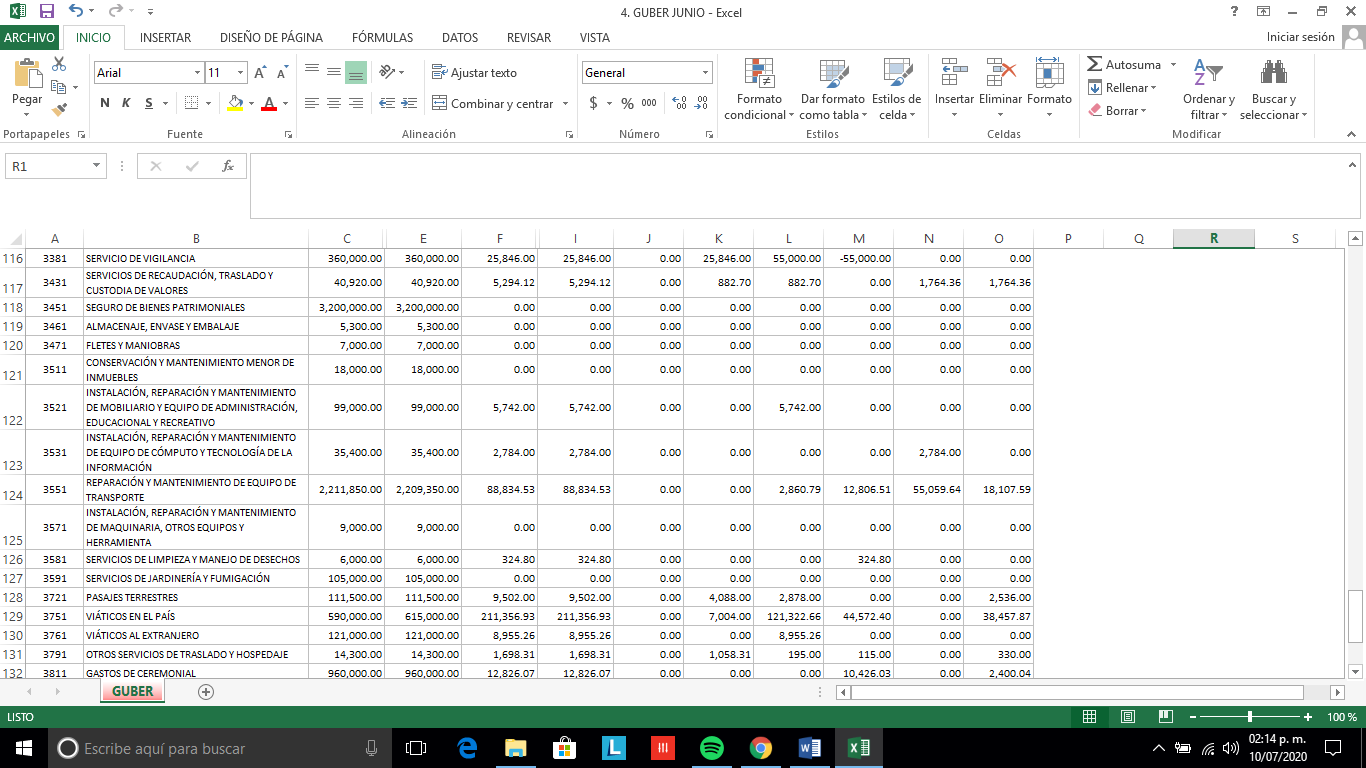 4. GUBER JUNIO - Excel
ARCHIVO INICIO INSERTAR DISEÑO DE PÁGINA FÓRMULAS DATOS REVISAR VISTA Iniciar sesión
Arial 11 Ajustar texto General Autosuma
Pegar Rellenar
N K S Combinar y centrar $ % 000 Formato condicional Dar formato como tabla Estilos de celda Insertar Eliminar Formato Borrar Ordenar y filtrar Buscar y seleccionar
Portapapeles Fuente Alineación Número Estilos Celdas Modificar
R1 fx
A B C E F I J K L M N O P Q R S
116 3381 SERVICIO DE VIGILANCIA 360,000.00 360,000.00 25,846.00 25,846.00 0.00 25,846.00 55,000.00 -55,000.00 0.00 0.00
117 3431 SERVICIOS DE RECAUDACIÓN, TRASLADO Y
CUSTODIA DE VALORES 40,920.00 40,920.00 5,294.12 5,294.12 0.00 882.70 882.70 0.00 1,764.36 1,764.36
118 3451 SEGURO DE BIENES PATRIMONIALES 3,200,000.00 3,200,000.00 0.00 0.00 0.00 0.00 0.00 0.00 0.00 0.00
119 3461 ALMACENAJE, ENVASE Y EMBALAJE 5,300.00 5,300.00 0.00 0.00 0.00 0.00 0.00 0.00 0.00 0.00
120 3471 FLETES Y MANIOBRAS 7,000.00 7,000.00 0.00 0.00 0.00 0.00 0.00 0.00 0.00 0.00
121 3511 CONSERVACIÓN Y MANTENIMIENTO MENOR DE
INMUEBLES 18,000.00 18,000.00 0.00 0.00 0.00 0.00 0.00 0.00 0.00 0.00
122 3521 INSTALACIÓN, REPARACIÓN Y MANTENIMIENTO
DE MOBILIARIO Y EQUIPO DE ADMINISTRACIÓN,
EDUCACIONAL Y RECREATIVO 99,000.00 99,000.00 5,742.00 5,742.00 0.00 0.00 5,742.00 0.00 0.00 0.00
123 3531 INSTALACIÓN, REPARACIÓN Y MANTENIMIENTO
DE EQUIPO DE CÓMPUTO Y TECNOLOGÍA DE LA
INFORMACIÓN 35,400.00 35,400.00 2,784.00 2,784.00 0.00 0.00 0.00 0.00 2,784.00 0.00
124 3551 REPARACIÓN Y MANTENIMIENTO DE EQUIPO DE
TRANSPORTE 2,211,850.00 2,209,350.00 88,834.53 88,834.53 0.00 0.00 2,860.79 12,806.51 55,059.64 18,107.59
125 3571 INSTALACIÓN, REPARACIÓN Y MANTENIMIENTO
DE MAQUINARIA, OTROS EQUIPOS Y
HERRAMIENTA 9,000.00 9,000.00 0.00 0.00 0.00 0.00 0.00 0.00 0.00 0.00
126 3581 SERVICIOS DE LIMPIEZA Y MANEJO DE DESECHOS 6,000.00 6,000.00 324.80 324.80 0.00 0.00 0.00 324.80 0.00 0.00
127 3591 SERVICIOS DE JARDINERÍA Y FUMIGACIÓN 105,000.00 105,000.00 0.00 0.00 0.00 0.00 0.00 0.00 0.00 0.00
128 3721 PASAJES TERRESTRES 111,500.00 111,500.00 9,502.00 9,502.00 0.00 4,088.00 2,878.00 0.00 0.00 2,536.00
129 3751 VIÁTICOS EN EL PAÍS 590,000.00 615,000.00 211,356.93 211,356.93 0.00 7,004.00 121,322.66 44,572.40 0.00 38,457.87
130 3761 VIÁTICOS AL EXTRANJERO 121,000.00 121,000.00 8,955.26 8,955.26 0.00 0.00 8,955.26 0.00 0.00 0.00
131 3791 OTROS SERVICIOS DE TRASLADO Y HOSPEDAJE 14,300.00 14,300.00 1,698.31 1,698.31 0.00 1,058.31 195.00 115.00 0.00 330.00
132 3811 GASTOS DE CEREMONIAL 960,000.00 960,000.00 12,826.07 12,826.07 0.00 0.00 0.00 10,426.03 0.00 2,400.04
GUBER
LISTO 100 %
Escribe aquí para buscar 02:14 p. m.
10/07/2020